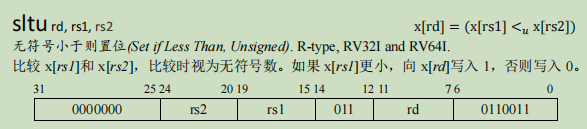 sltu rd, rs1, rs2 x[rd] = (x[rs1] <ᵤ x[rs2])
无符号小于则置位(Set if Less Than, Unsigned). R-type, RV32I and RV64I.
比较 x[rs1]和 x[rs2]，比较时视为无符号数。如果 x[rs1]更小，向 x[rd]写入 1，否则写入 0。
31 25 24 20 19 15 14 12 11 7 6 0
0000000 rs2 rs1 011 rd 0110011